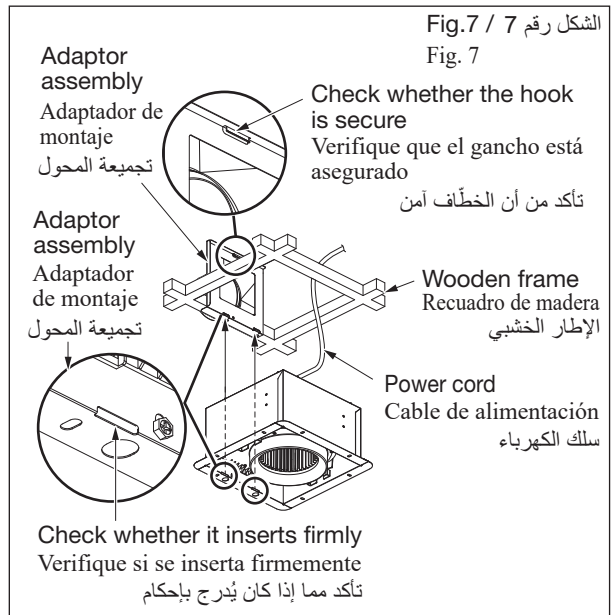 الشكل رقم 7 / Fig.7
Fig. 7
Adaptor
assembly
Adaptador de
montaje
تجميعة المحول
Check whether the hook
is secure
Verifique que el gancho está
asegurado
تأكد من أن الخطّاف آمن
Adaptor
assembly
Adaptador
de montaje
تجميعة المحول
Wooden frame
Recuadro de madera
الإطار الخشبي
Power cord
Cable de alimentación
سلك الكهرباء
Check whether it inserts firmly
Verifique si se inserta firmemente
تأكد مما إذا كان يُدرج بإحكام